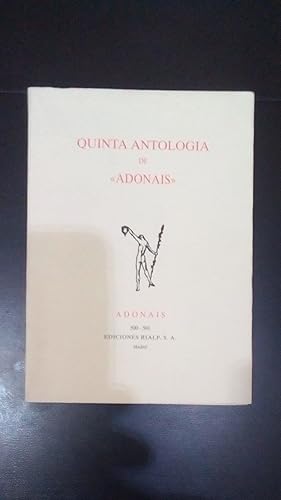 QUINTA ANTOLOGIA
DE
«ADONAIS»
ADONAIS
500 - 501
EDICIONES RIALP, S. A.
MADRID